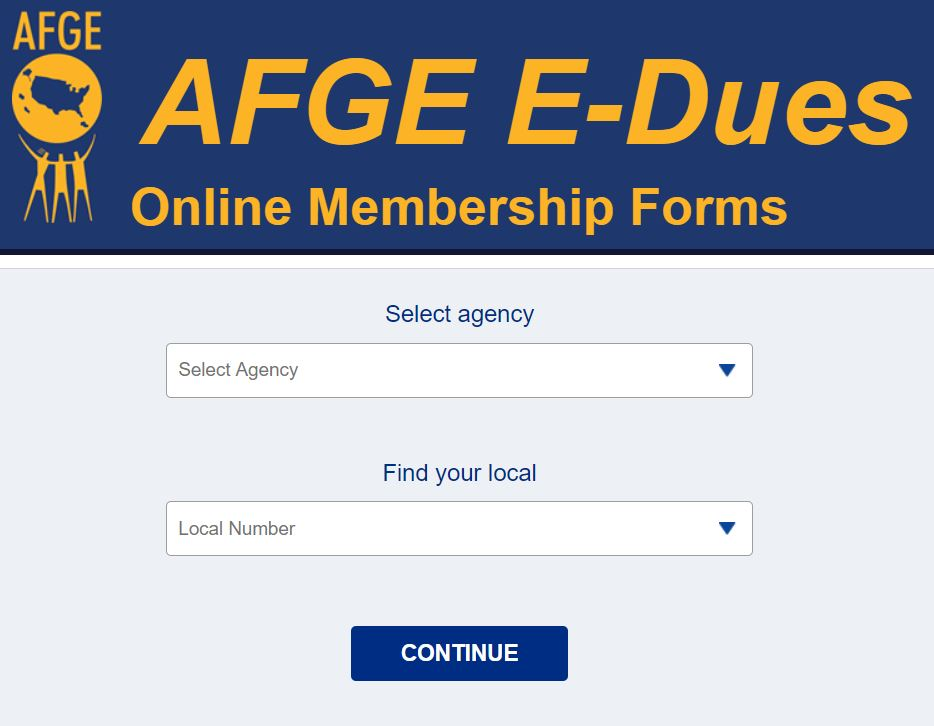 AFGE
AFGE E-Dues
Online Membership Forms
Select agency
Select Agency
Find your local
Local Number
CONTINUE